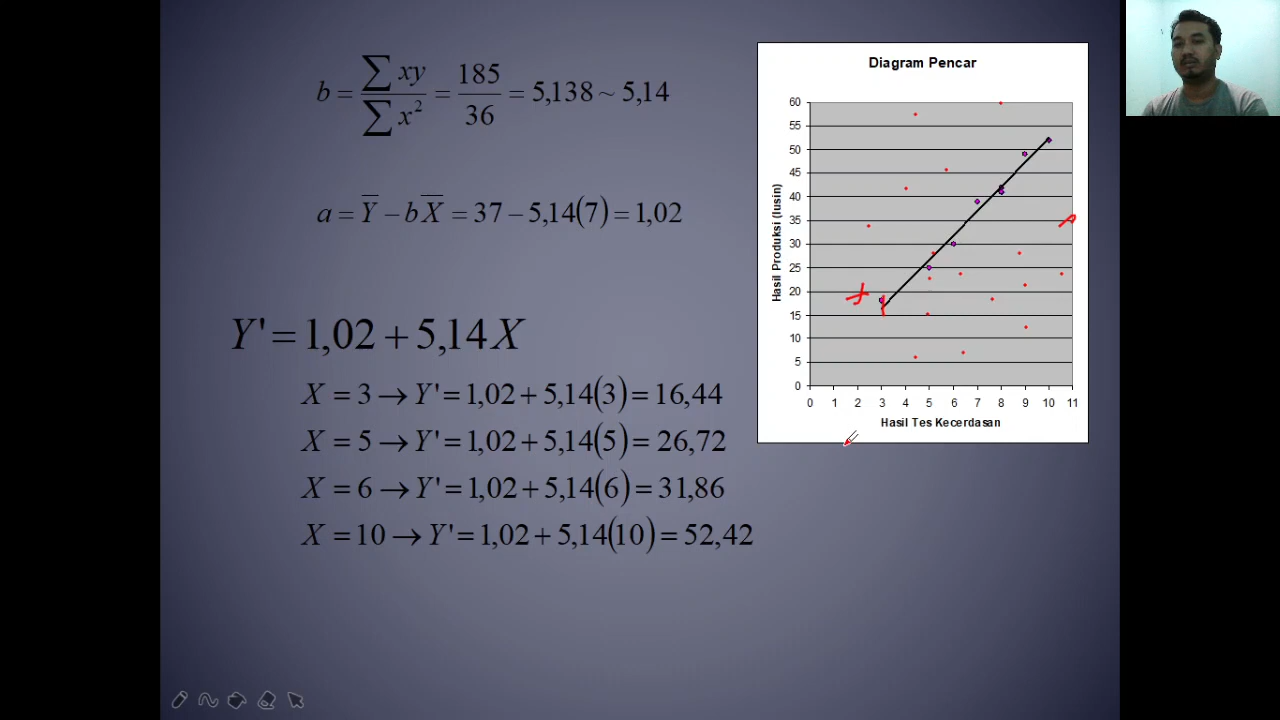 b = ∑ xy / ∑ x² = 185 / 36 = 5,138 ~ 5,14
a = Y̅ − b X̅ = 37 − 5,14(7) = 1,02
Y' = 1,02 + 5,14 X
X = 3 → Y' = 1,02 + 5,14(3) = 16,44
X = 5 → Y' = 1,02 + 5,14(5) = 26,72
X = 6 → Y' = 1,02 + 5,14(6) = 31,86
X = 10 → Y' = 1,02 + 5,14(10) = 52,42
Diagram Pencar
Hasil Produksi (lusin)
60
55
50
45
40
35
30
25
20
15
10
5
0
0 1 2 3 4 5 6 7 8 9 10 11
Hasil Tes Kecerdasan